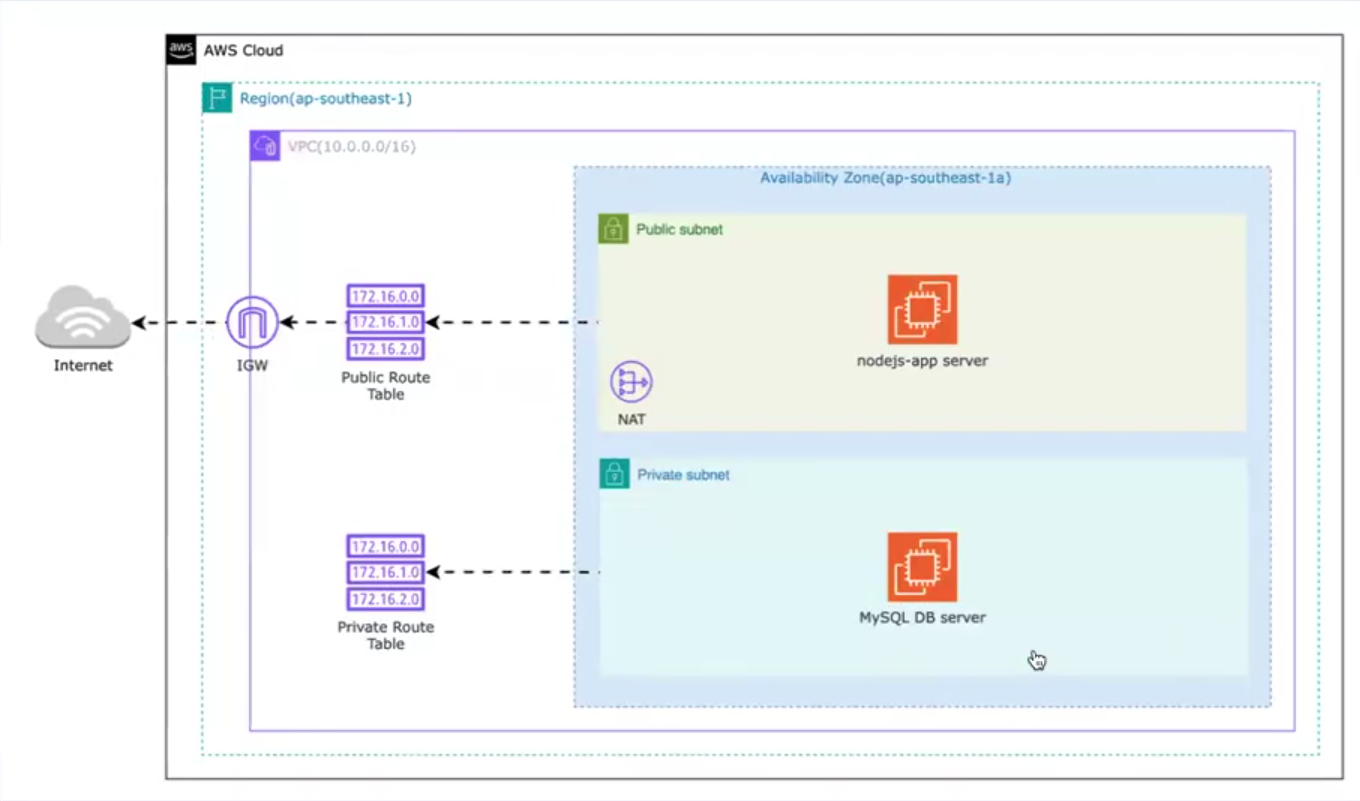 aws
AWS Cloud
Region(ap-southeast-1)
VPC(10.0.0.0/16)
Availability Zone(ap-southeast-1a)
Public subnet
nodejs-app server
NAT
Internet
IGW
172.16.0.0
172.16.1.0
172.16.2.0
Public Route
Table
Private subnet
MySQL DB server
172.16.0.0
172.16.1.0
172.16.2.0
Private Route
Table